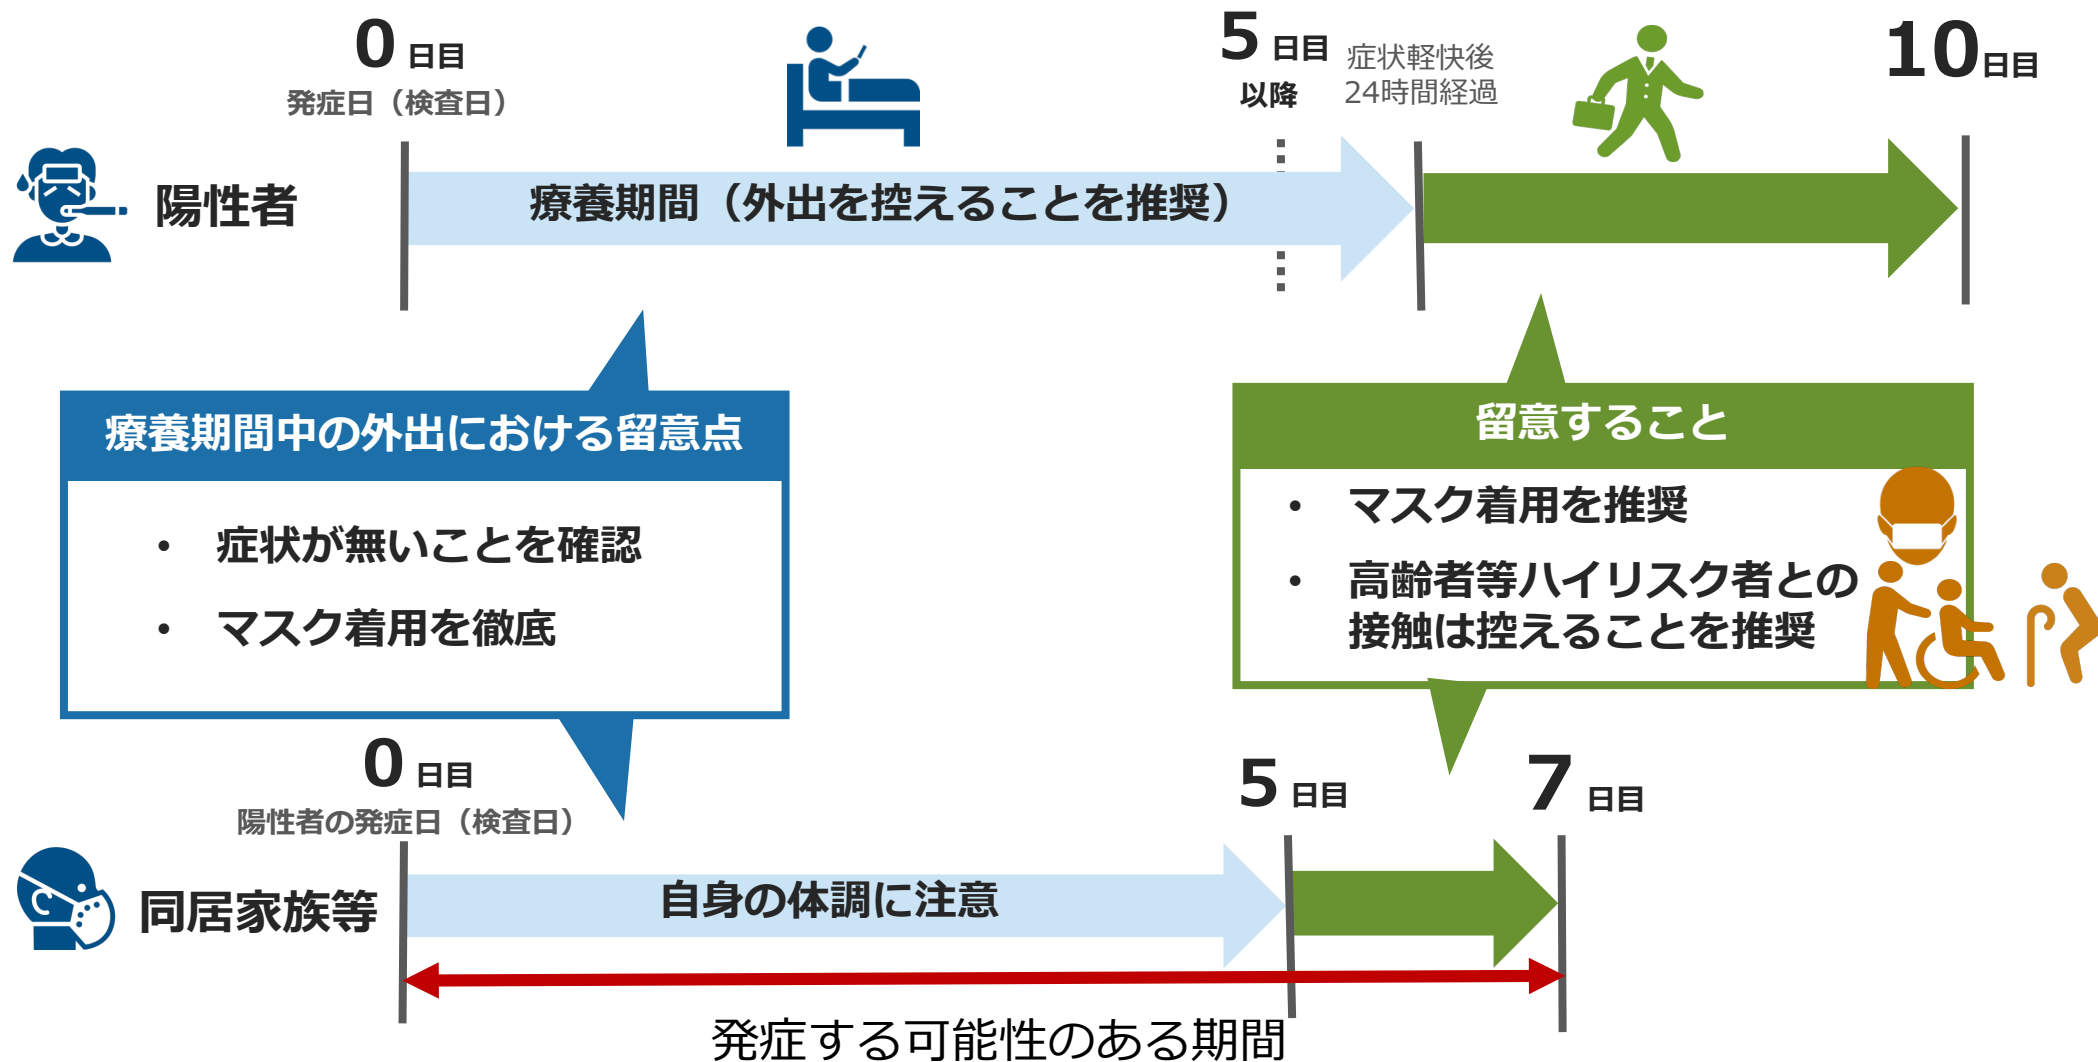 0 日目
発症日（検査日）
5 日目
以降
症状軽快後
24時間経過
10日目
陽性者
療養期間（外出を控えることを推奨）
療養期間中の外出における留意点
• 症状が無いことを確認
• マスク着用を徹底
留意すること
• マスク着用を推奨
• 高齢者等ハイリスク者との
接触は控えることを推奨
0 日目
陽性者の発症日（検査日）
5 日目
7 日目
同居家族等
自身の体調に注意
発症する可能性のある期間